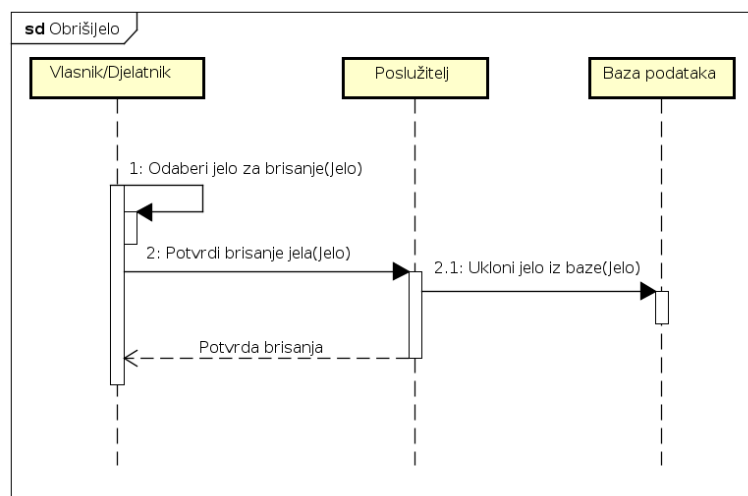 sd ObrišiJelo
Vlasnik/Djelatnik
Poslužitelj
Baza podataka
1: Odaberi jelo za brisanje(Jelo)
2: Potvrdi brisanje jela(Jelo)
2.1: Ukloni jelo iz baze(Jelo)
Potvrda brisanja